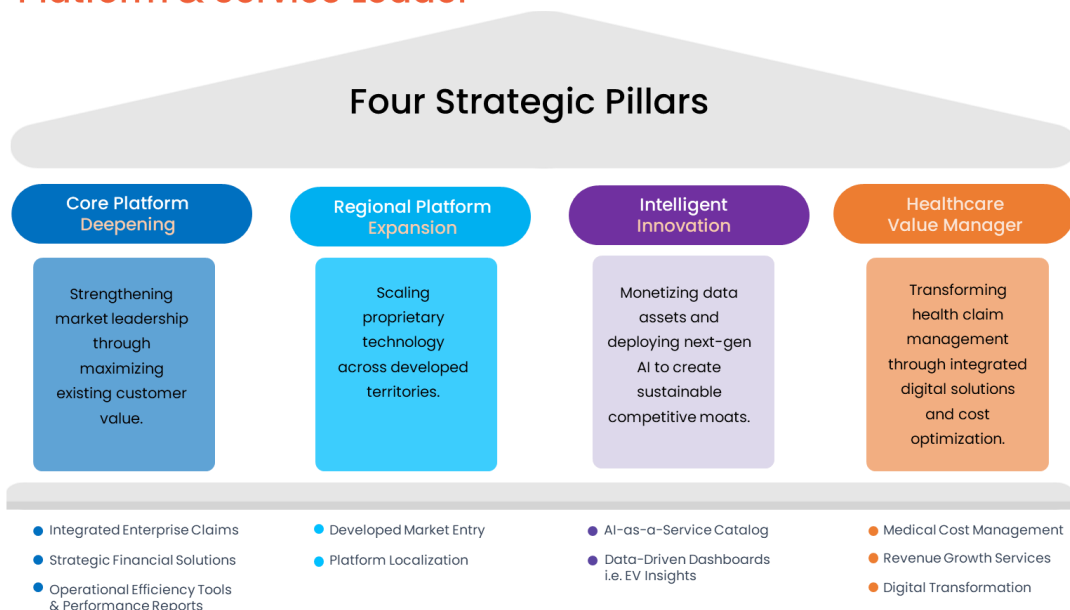 Platform & Service Leader
Four Strategic Pillars
Core Platform
Deepening
Regional Platform
Expansion
Intelligent
Innovation
Healthcare
Value Manager
Strengthening
market leadership
through
maximizing
existing customer
value.
Scaling
proprietary
technology
across developed
territories.
Monetizing data
assets and
deploying next-gen
AI to create
sustainable
competitive moats.
Transforming
health claim
management
through integrated
digital solutions
and cost
optimization.
Integrated Enterprise Claims
Strategic Financial Solutions
Operational Efficiency Tools
& Performance Reports
Developed Market Entry
Platform Localization
AI-as-a-Service Catalog
Data-Driven Dashboards
i.e. EV Insights
Medical Cost Management
Revenue Growth Services
Digital Transformation